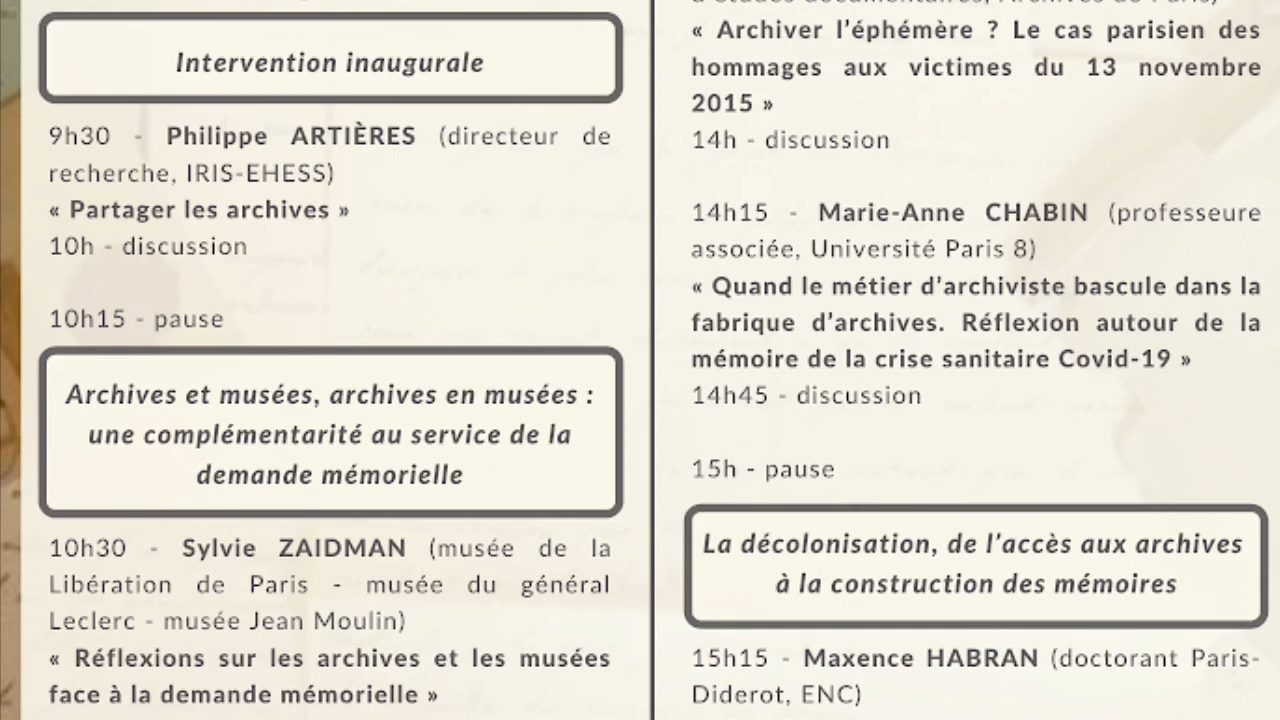 Intervention inaugurale
9h30 - Philippe ARTIÈRES (directeur de
recherche, IRIS-EHESS)
« Partager les archives »
10h - discussion
10h15 - pause
Archives et musées, archives en musées :
une complémentarité au service de la
demande mémorielle
10h30 - Sylvie ZAIDMAN (musée de la
Libération de Paris - musée du général
Leclerc - musée Jean Moulin)
« Réflexions sur les archives et les musées
face à la demande mémorielle »
à études documentaires, Archives de Paris)
« Archiver l'éphémère ? Le cas parisien des
hommages aux victimes du 13 novembre
2015 »
14h - discussion
14h15 - Marie-Anne CHABIN (professeure
associée, Université Paris 8)
« Quand le métier d'archiviste bascule dans la
fabrique d'archives. Réflexion autour de la
mémoire de la crise sanitaire Covid-19 »
14h45 - discussion
15h - pause
La décolonisation, de l'accès aux archives
à la construction des mémoires
15h15 - Maxence HABRAN (doctorant Paris-
Diderot, ENC)